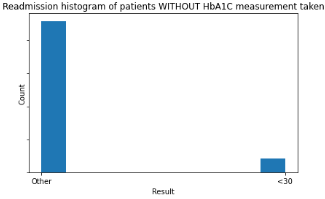 Readmission histogram of patients WITHOUT HbA1C measurement taken
Count
Other
<30
Result